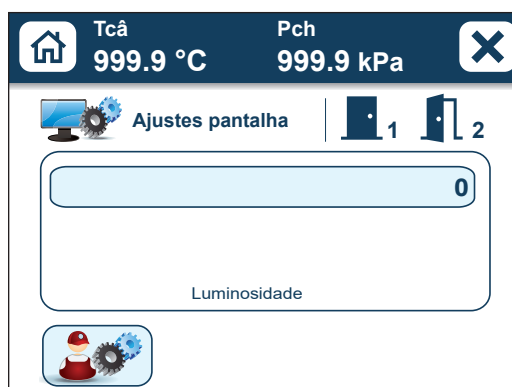 Tcâ Pch
999.9 °C 999.9 kPa
Ajustes pantalha 1 2
0
Luminosidade